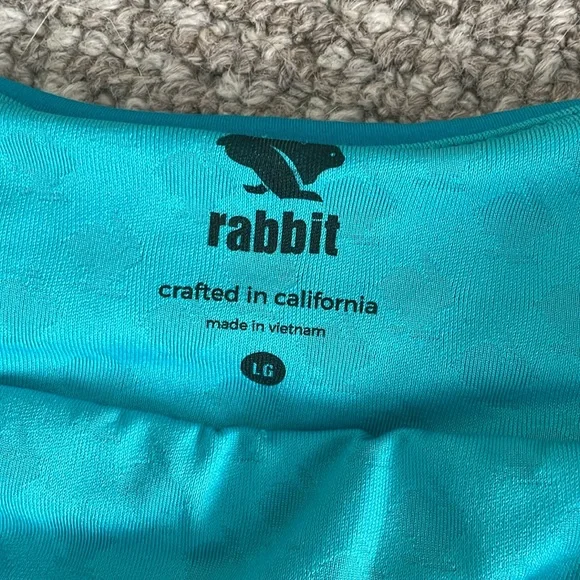 rabbit
crafted in california
made in vietnam
LG